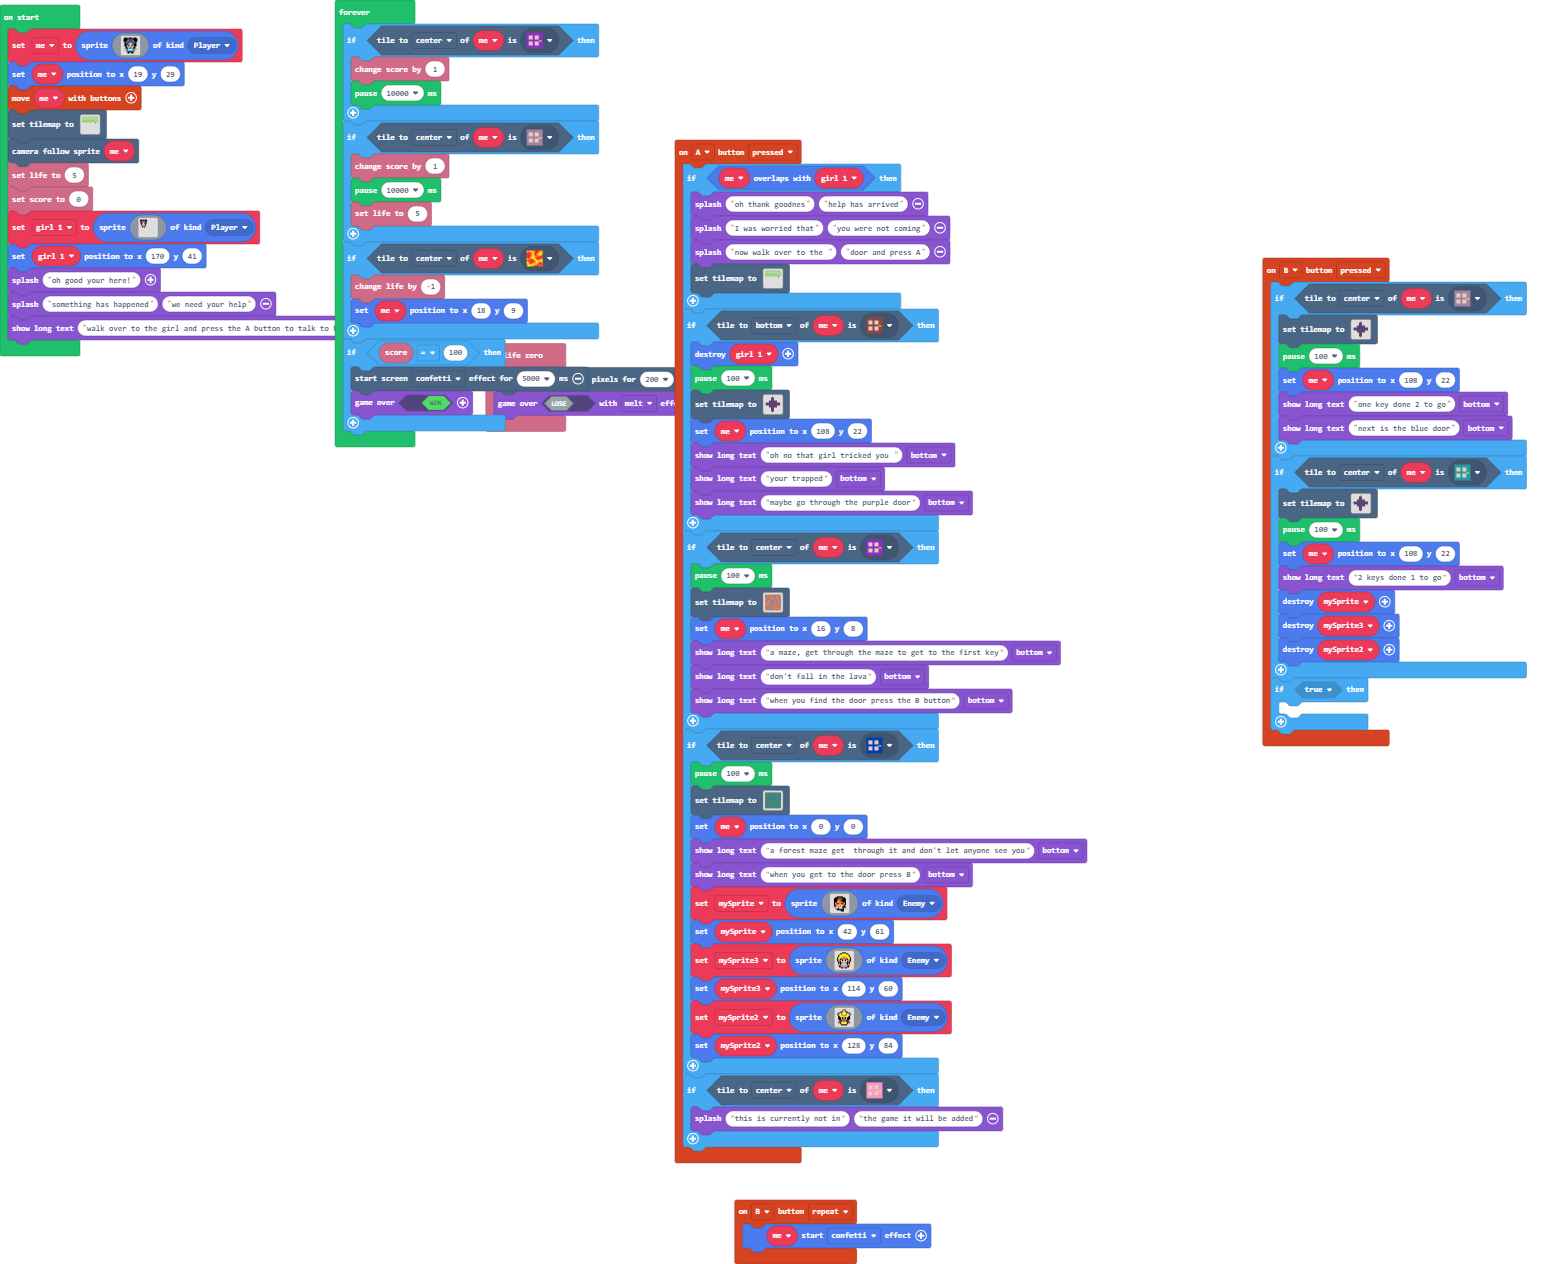 on start
set me to sprite of kind Player
set me position to x 19 y 29
move me with buttons
set tilemap to
camera follow sprite me
set life to 5
set score to 0
set girl 1 to sprite of kind Player
set girl 1 position to x 170 y 41
splash "oh good your here!"
splash "something has happened" "we need your help"
show long text "walk over to the girl and press the A button to talk to
forever
if tile to center of me is then
change score by 1
pause 10000 ms
if tile to center of me is then
change score by 1
pause 10000 ms
set life to 5
if tile to center of me is then
change life by -1
set me position to x 18 y 9
if score = 100 then
start screen confetti effect for 5000 ms
game over WIN
life zero
pixels for 200
game over LOSE with melt
on A button pressed
if me overlaps with girl 1 then
splash "oh thank goodnes" "help has arrived"
splash "I was worried that" "you were not coming"
splash "now walk over to the " "door and press A"
set tilemap to
if tile to bottom of me is then
destroy girl 1
pause 100 ms
set tilemap to
set me position to x 108 y 22
show long text "oh no that girl tricked you " bottom
show long text "your trapped" bottom
show long text "maybe go through the purple door" bottom
if tile to center of me is then
pause 100 ms
set tilemap to
set me position to x 16 y 8
show long text "a maze, get through the maze to get to the first key" bottom
show long text "don't fall in the lava" bottom
show long text "when you find the door press the B button" bottom
if tile to center of me is then
pause 100 ms
set tilemap to
set me position to x 0 y 0
show long text "a forest maze get  through it and don't let anyone see you" bottom
show long text "when you get to the door press B" bottom
set mySprite to sprite of kind Enemy
set mySprite position to x 42 y 61
set mySprite3 to sprite of kind Enemy
set mySprite3 position to x 114 y 60
set mySprite2 to sprite of kind Enemy
set mySprite2 position to x 128 y 84
if tile to center of me is then
splash "this is currently not in" "the game it will be added"
on B button pressed
if tile to center of me is then
set tilemap to
pause 100 ms
set me position to x 108 y 22
show long text "one key done 2 to go" bottom
show long text "next is the blue door" bottom
if tile to center of me is then
set tilemap to
pause 100 ms
set me position to x 108 y 22
show long text "2 keys done 1 to go" bottom
destroy mySprite
destroy mySprite3
destroy mySprite2
if true then
on B button repeat
me start confetti effect